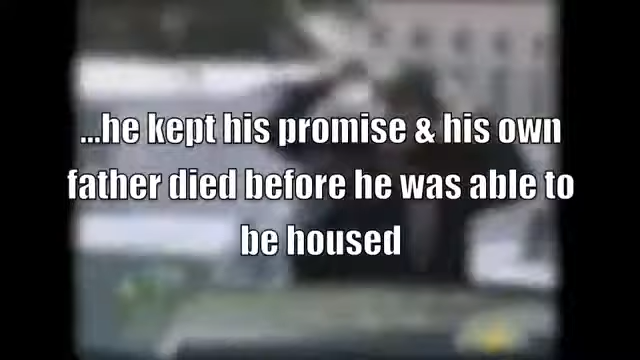 ...he kept his promise & his own
father died before he was able to
be housed